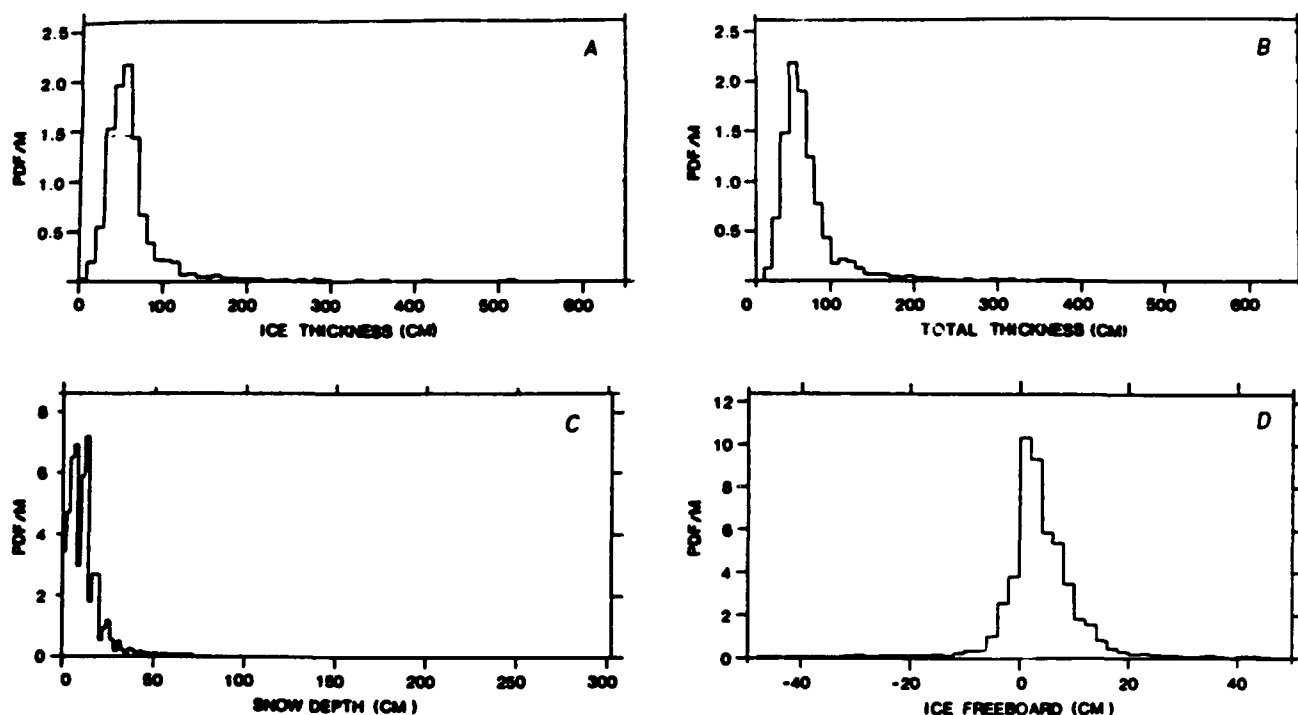 A
2.5
2.0
1.5
1.0
0.5
PDF/M
0 100 200 300 400 500 600
ICE THICKNESS (CM)
B
2.5
2.0
1.5
1.0
0.5
PDF/M
0 100 200 300 400 500 600
TOTAL THICKNESS (CM)
C
8
6
4
2
0
PDF/M
0 50 100 150 200 250 300
SNOW DEPTH (CM)
D
12
10
8
6
4
2
0
PDF/M
-40 -20 0 20 40
ICE FREEBOARD (CM)